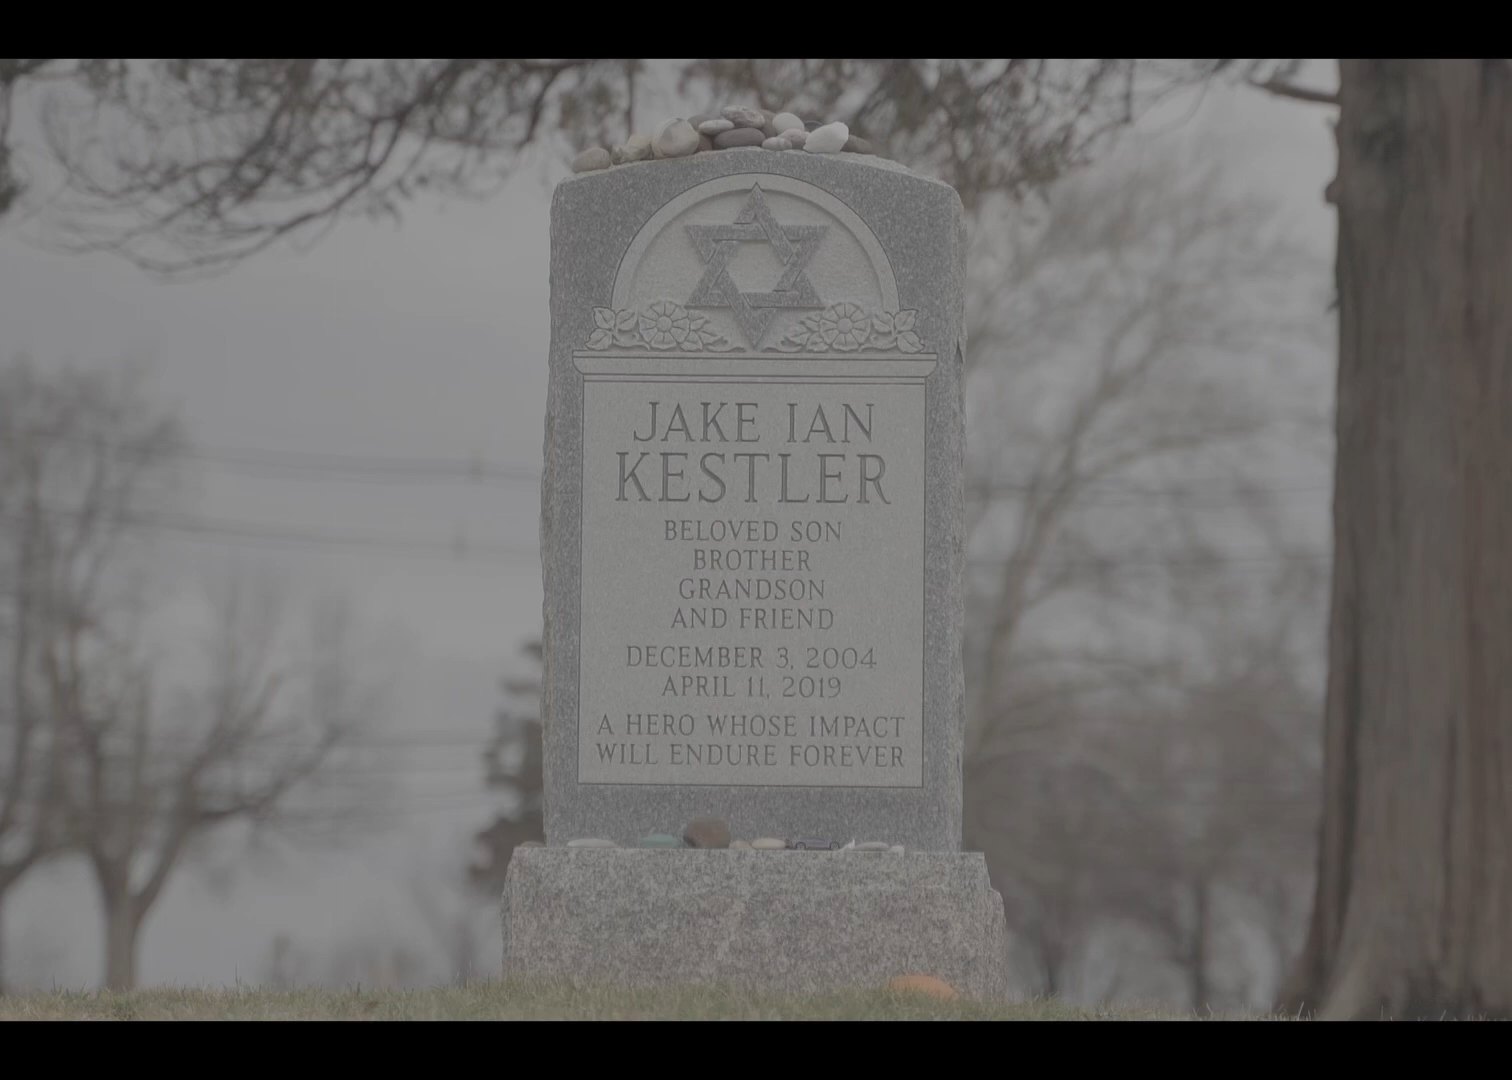 JAKE IAN
KESTLER
BELOVED SON
BROTHER
GRANDSON
AND FRIEND
DECEMBER 3, 2004
APRIL 11, 2019
A HERO WHOSE IMPACT
WILL ENDURE FOREVER